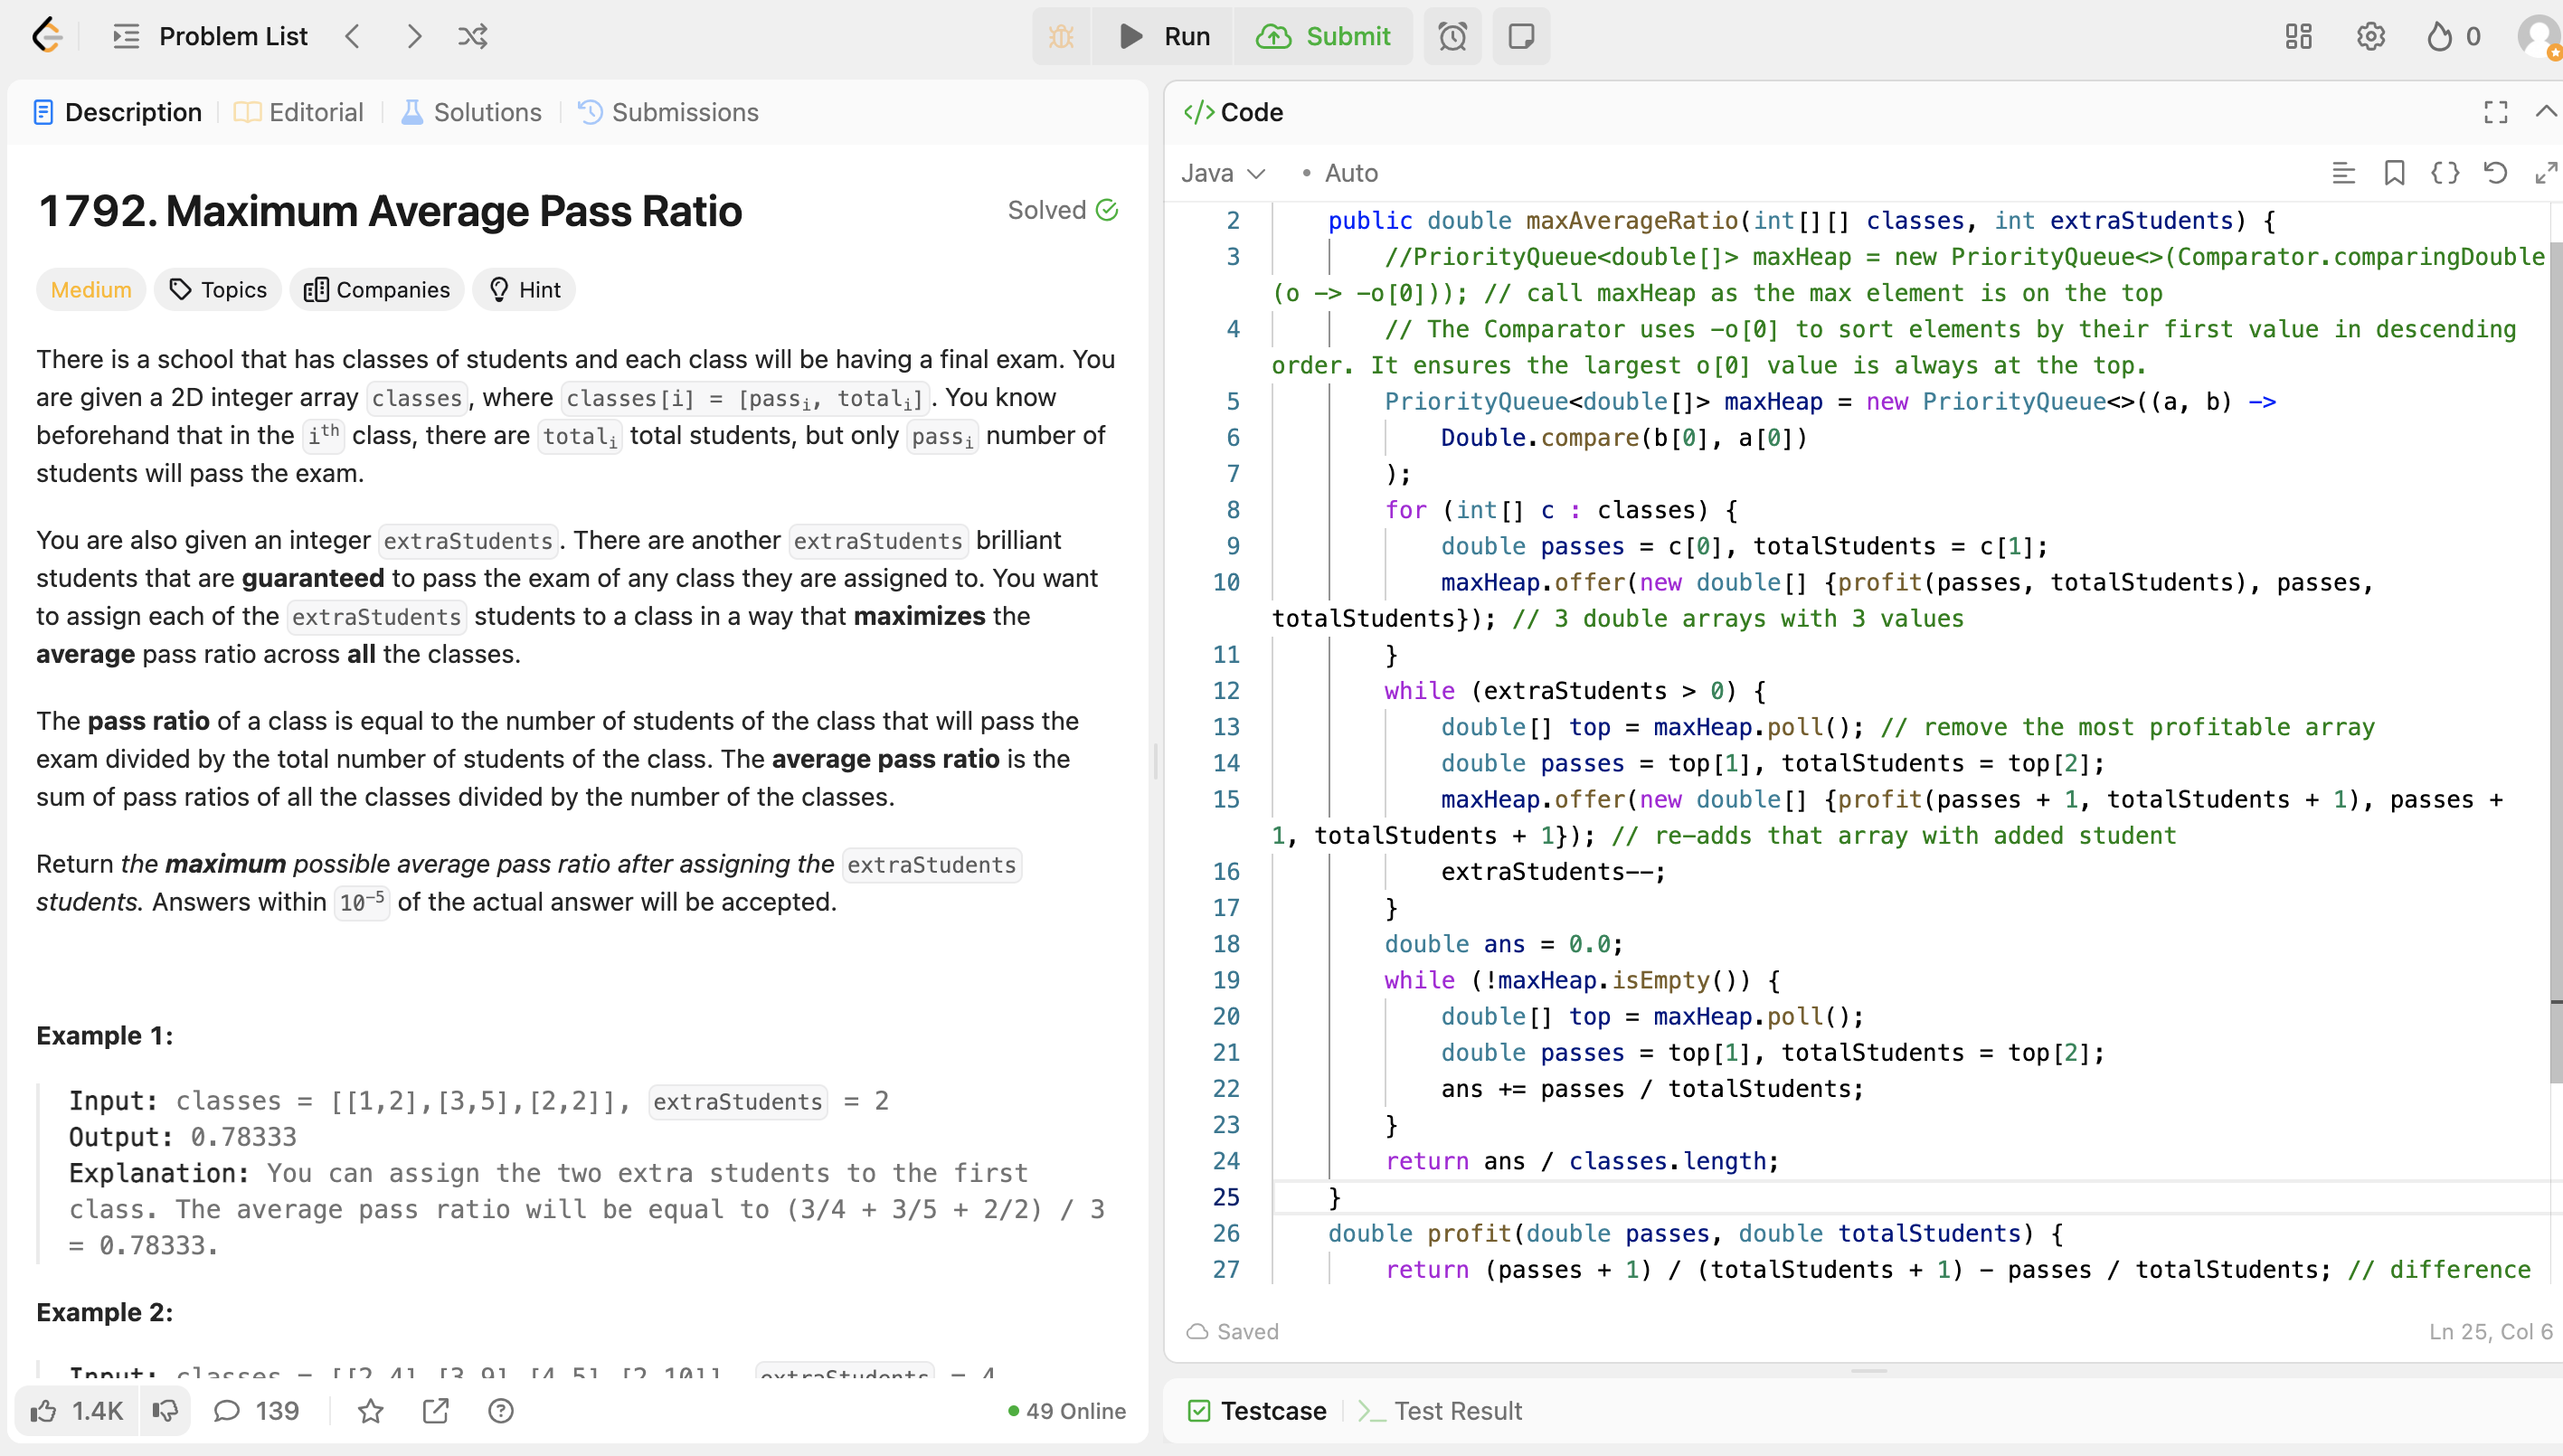 Problem List
Run
Submit
0
Description
Editorial
Solutions
Submissions
1792. Maximum Average Pass Ratio
Solved
Medium
Topics
Companies
Hint
There is a school that has classes of students and each class will be having a final exam. You
are given a 2D integer array classes, where classes[i] = [passi, totali]. You know
beforehand that in the ith class, there are totali total students, but only passi number of
students will pass the exam.
You are also given an integer extraStudents. There are another extraStudents brilliant
students that are guaranteed to pass the exam of any class they are assigned to. You want
to assign each of the extraStudents students to a class in a way that maximizes the
average pass ratio across all the classes.
The pass ratio of a class is equal to the number of students of the class that will pass the
exam divided by the total number of students of the class. The average pass ratio is the
sum of pass ratios of all the classes divided by the number of the classes.
Return the maximum possible average pass ratio after assigning the extraStudents
students. Answers within 10−5 of the actual answer will be accepted.
Example 1:
Input: classes = [[1,2],[3,5],[2,2]], extraStudents = 2
Output: 0.78333
Explanation: You can assign the two extra students to the first
class. The average pass ratio will be equal to (3/4 + 3/5 + 2/2) / 3
= 0.78333.
Example 2:
Input: classes = [[2,4],[3,9],[4,5],[2,10]], extraStudents = 4
1.4K
139
49 Online
</> Code
Java
• Auto
2 public double maxAverageRatio(int[][] classes, int extraStudents) {
3 //PriorityQueue<double[]> maxHeap = new PriorityQueue<>(Comparator.comparingDouble
(o -> -o[0])); // call maxHeap as the max element is on the top
4 // The Comparator uses -o[0] to sort elements by their first value in descending
order. It ensures the largest o[0] value is always at the top.
5 PriorityQueue<double[]> maxHeap = new PriorityQueue<>((a, b) ->
6 Double.compare(b[0], a[0])
7 );
8 for (int[] c : classes) {
9 double passes = c[0], totalStudents = c[1];
10 maxHeap.offer(new double[] {profit(passes, totalStudents), passes,
totalStudents}); // 3 double arrays with 3 values
11 }
12 while (extraStudents > 0) {
13 double[] top = maxHeap.poll(); // remove the most profitable array
14 double passes = top[1], totalStudents = top[2];
15 maxHeap.offer(new double[] {profit(passes + 1, totalStudents + 1), passes +
1, totalStudents + 1}); // re-adds that array with added student
16 extraStudents--;
17 }
18 double ans = 0.0;
19 while (!maxHeap.isEmpty()) {
20 double[] top = maxHeap.poll();
21 double passes = top[1], totalStudents = top[2];
22 ans += passes / totalStudents;
23 }
24 return ans / classes.length;
25 }
26 double profit(double passes, double totalStudents) {
27 return (passes + 1) / (totalStudents + 1) - passes / totalStudents; // difference
Saved
Ln 25, Col 6
Testcase
Test Result